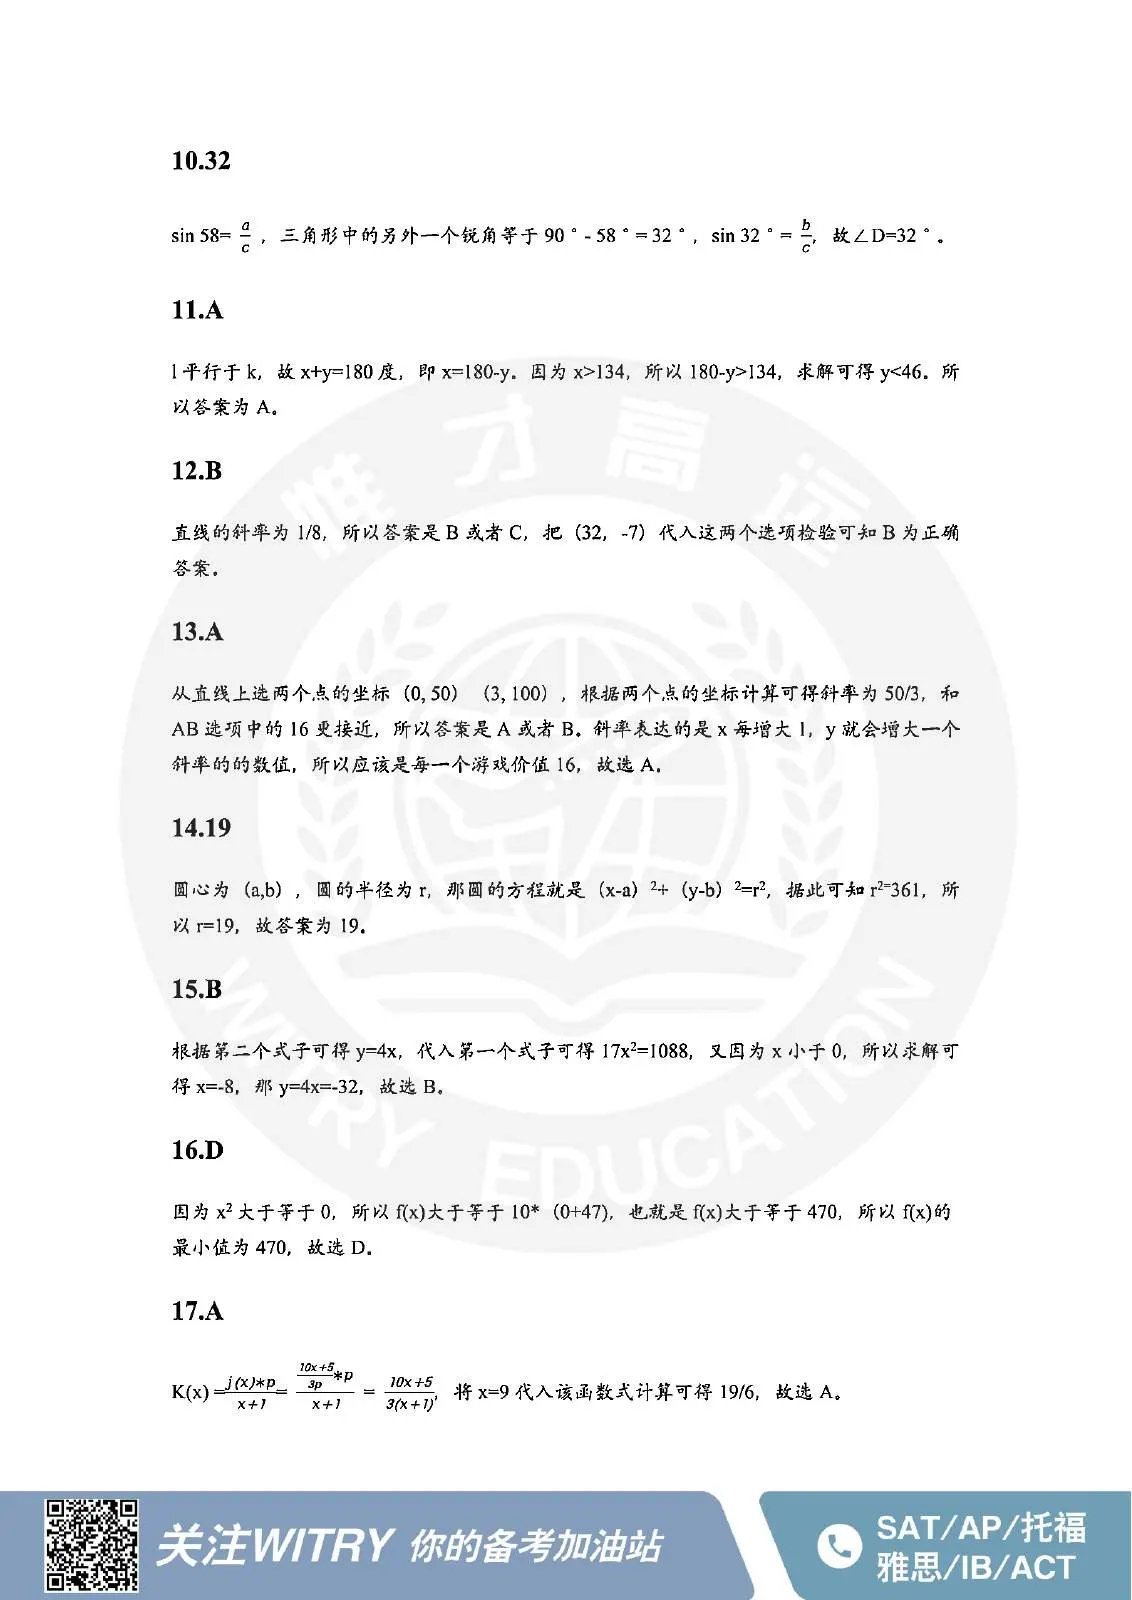 10.32
sin 58= a/c ，三角形中的另外一个锐角等于 90 ° - 58 ° = 32 ° ，sin 32 ° = b/c，故∠D=32 ° 。
11.A
l 平行于 k，故 x+y=180 度，即 x=180-y。因为 x>134，所以 180-y>134，求解可得 y<46。所
以答案为 A。
12.B
直线的斜率为 1/8，所以答案是 B 或者 C，把（32，-7）代入这两个选项检验可知 B 为正确
答案。
13.A
从直线上选两个点的坐标（0, 50）（3, 100），根据两个点的坐标计算可得斜率为 50/3，和
AB 选项中的 16 更接近，所以答案是 A 或者 B。斜率表达的是 x 每增大 1，y 就会增大一个
斜率的的数值，所以应该是每一个游戏价值 16，故选 A。
14.19
圆心为（a,b），圆的半径为 r，那圆的方程就是（x-a）²+（y-b）²=r²，据此可知 r²⁼361，所
以 r=19，故答案为 19。
15.B
根据第二个式子可得 y=4x，代入第一个式子可得 17x²=1088，又因为 x 小于 0，所以求解可
得 x=-8，那 y=4x=-32，故选 B。
16.D
因为 x² 大于等于 0，所以 f(x)大于等于 10*（0+47)，也就是 f(x)大于等于 470，所以 f(x)的
最小值为 470，故选 D。
17.A
K(x) = j(x)*p/x+1 = 10x+5/3p*p/x+1 = 10x+5/3(x+1)，将 x=9 代入该函数式计算可得 19/6，故选 A。
惟才高远
WITRY EDUCATION
关注WITRY 你的备考加油站
SAT/AP/托福
雅思/IB/ACT